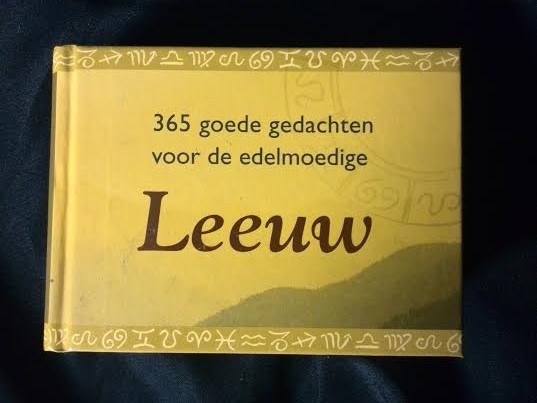 365 goede gedachten
voor de edelmoedige
Leeuw